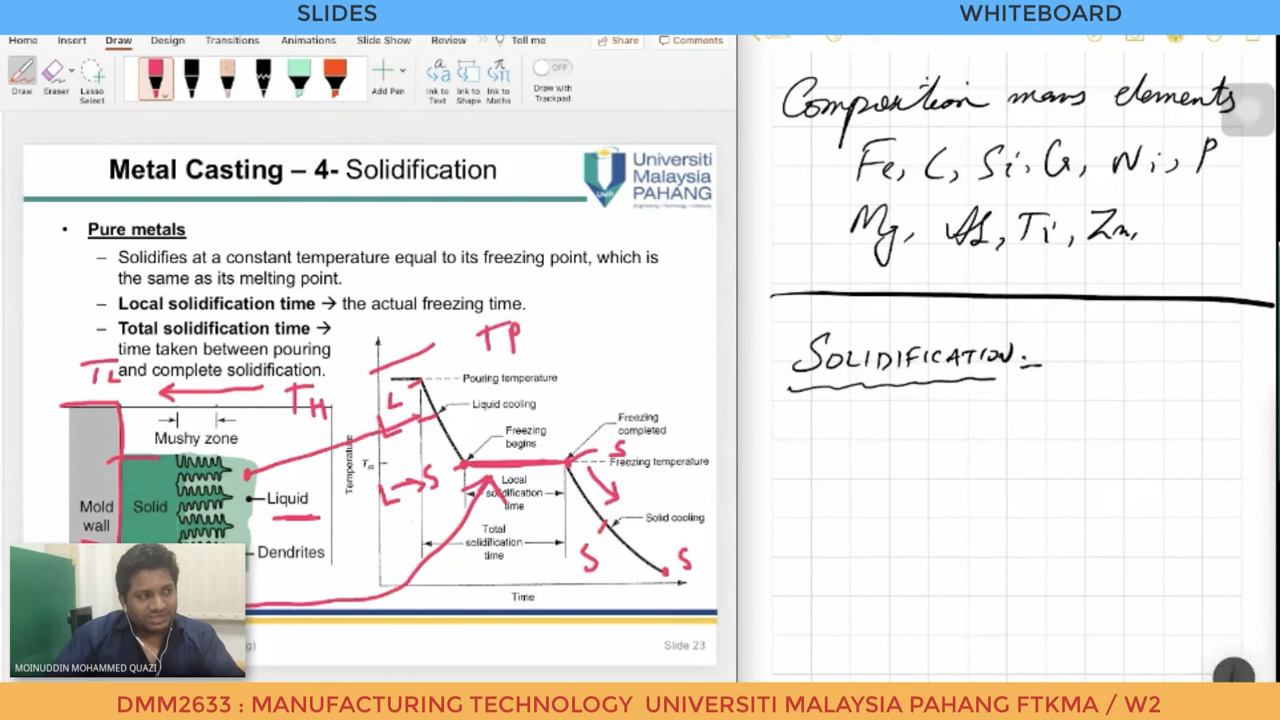 SLIDES
WHITEBOARD
Home Insert Draw Design Transitions Animations Slide Show Review Tell me Share Comments
Draw Eraser Lasso Select Add Pen Ink to Text Ink to Shape Ink to Maths OFF Draw with Trackpad
Metal Casting – 4- Solidification
Universiti
Malaysia
PAHANG
• Pure metals
– Solidifies at a constant temperature equal to its freezing point, which is
the same as its melting point.
– Local solidification time → the actual freezing time.
– Total solidification time →
time taken between pouring
and complete solidification.
TL
TH
Mushy zone
Mold
wall
Solid
Liquid
Dendrites
TP
Pouring temperature
L
Liquid cooling
Freezing
begins
Freezing
completed
S
Freezing temperature
Temperature
L → S
Local
solidification
time
Solid cooling
Total
solidification
time
S
S
Time
Slide 23
MOINUDDIN MOHAMMED QUAZI
Composition mass elements
Fe, C, Si, Cr, Ni, P
Mg, Al, Ti, Zn,
SOLIDIFICATION:-
DMM2633 : MANUFACTURING TECHNOLOGY UNIVERSITI MALAYSIA PAHANG FTKMA / W2